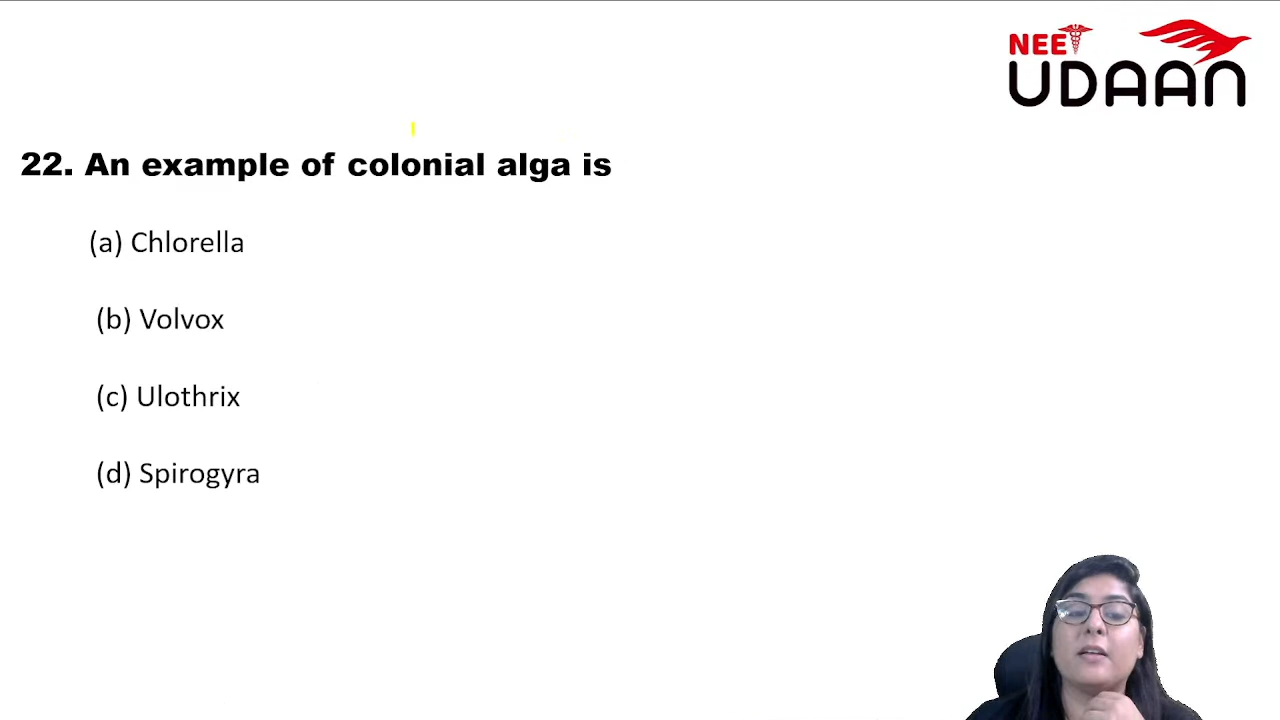 NEET
UDAAN
22. An example of colonial alga is
(a) Chlorella
(b) Volvox
(c) Ulothrix
(d) Spirogyra